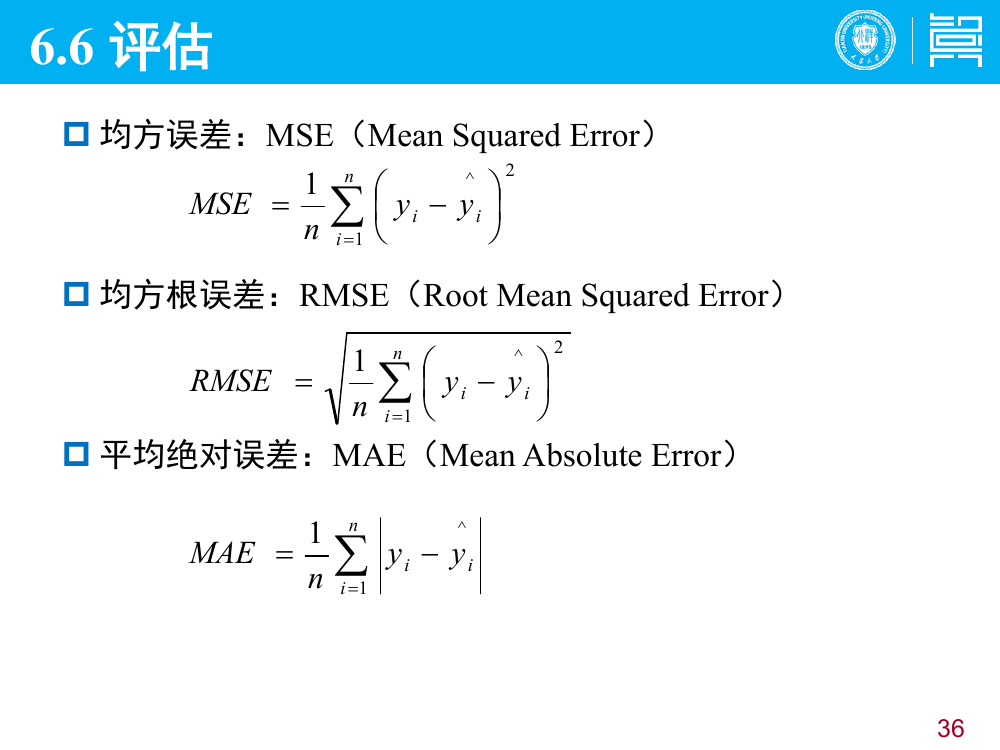 6.6 评估
均方误差：MSE（Mean Squared Error）
MSE = 1/n ∑_{i=1}^{n} (y_i − ŷ_i)^2
均方根误差：RMSE（Root Mean Squared Error）
RMSE = √(1/n ∑_{i=1}^{n} (y_i − ŷ_i)^2)
平均绝对误差：MAE（Mean Absolute Error）
MAE = 1/n ∑_{i=1}^{n} |y_i − ŷ_i|
36